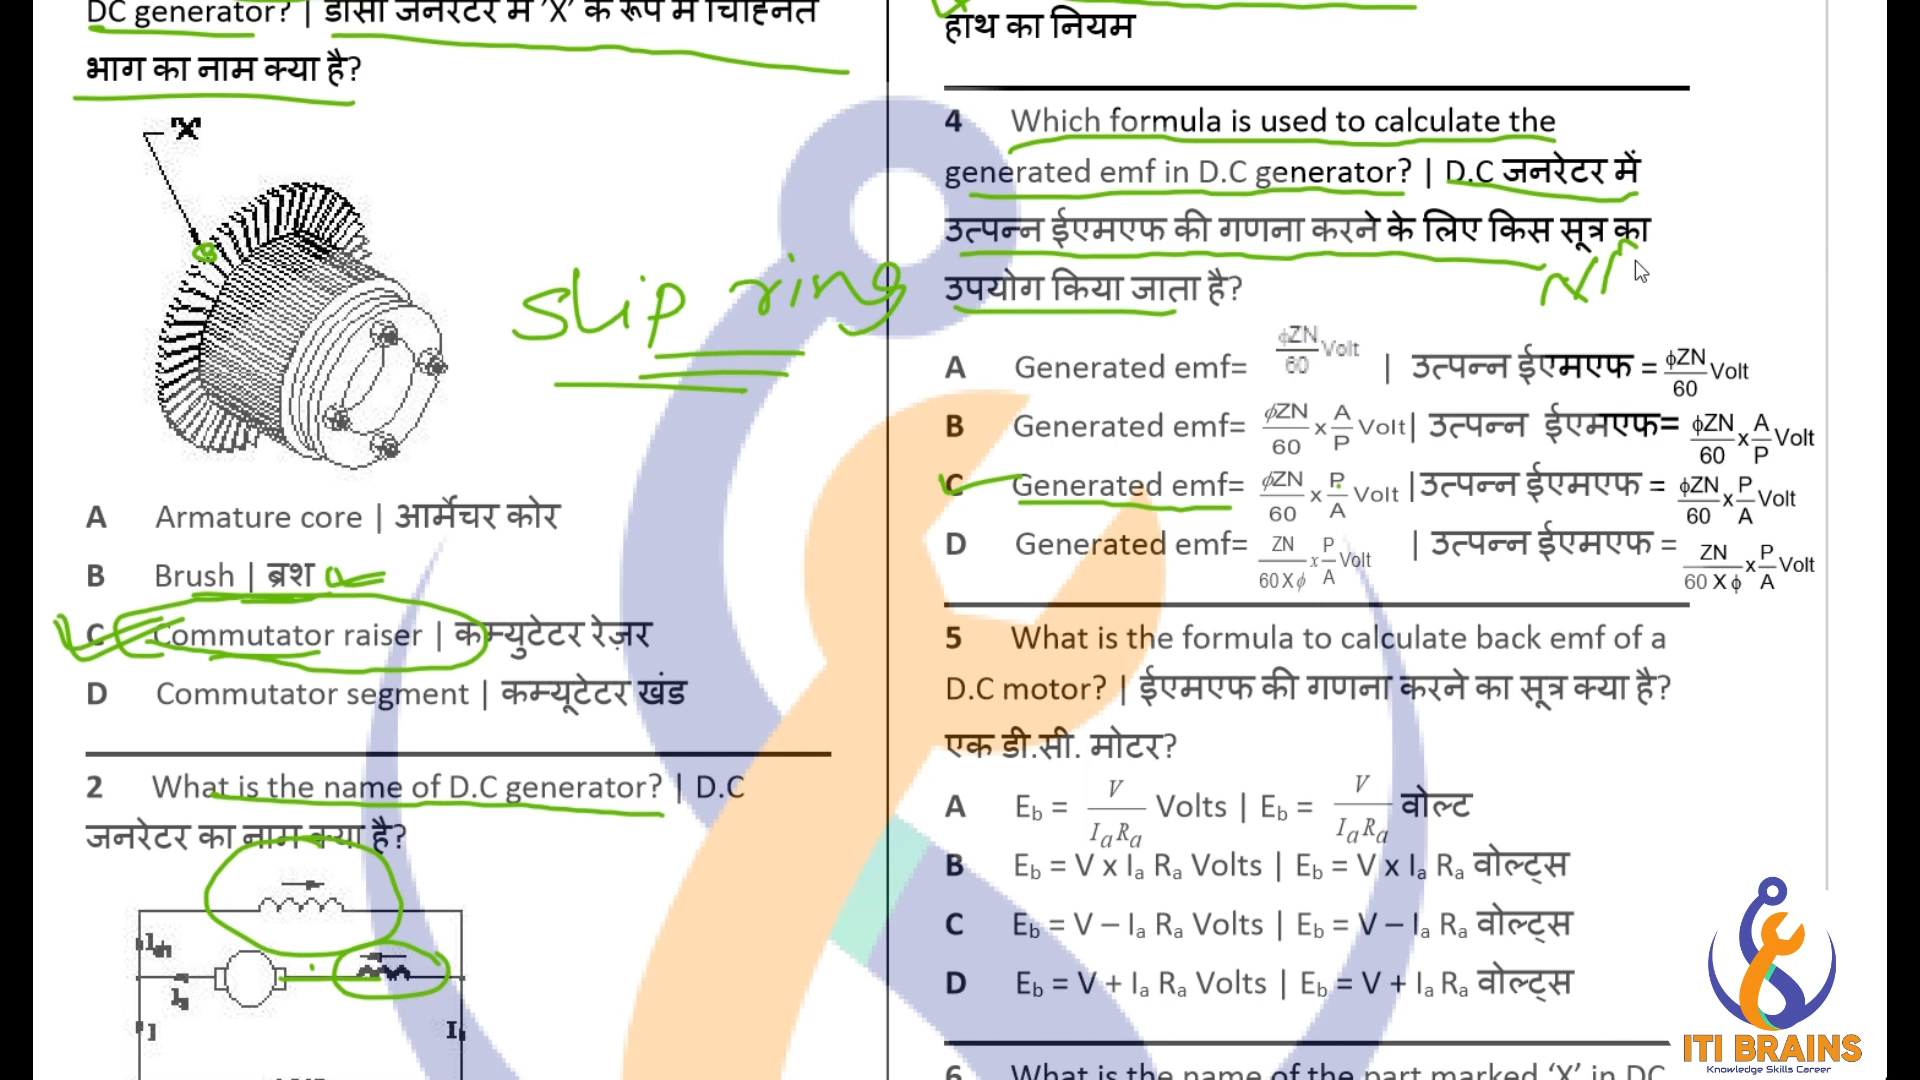 DC generator? | डीसी जनरेटर में 'X' के रूप में चिह्नित
भाग का नाम क्या है?
'X'
slip ring
A Armature core | आर्मेचर कोर
B Brush | ब्रश
C Commutator raiser | कम्युटेटर रेज़र
D Commutator segment | कम्यूटेटर खंड
2 What is the name of D.C generator? | D.C
जनरेटर का नाम क्या है?
हाथ का नियम
4 Which formula is used to calculate the
generated emf in D.C generator? | D.C जनरेटर में
उत्पन्न ईएमएफ की गणना करने के लिए किस सूत्र का
उपयोग किया जाता है?
A Generated emf= ϕZN/60 Volt | उत्पन्न ईएमएफ = ϕZN/60 Volt
B Generated emf= ϕZN/60 x A/P Volt | उत्पन्न ईएमएफ= ϕZN/60 x A/P Volt
C Generated emf= ϕZN/60 x P/A Volt | उत्पन्न ईएमएफ = ϕZN/60 x P/A Volt
D Generated emf= ZN/60 X ϕ x P/A Volt | उत्पन्न ईएमएफ = ZN/60 X ϕ x P/A Volt
5 What is the formula to calculate back emf of a
D.C motor? | ईएमएफ की गणना करने का सूत्र क्या है?
एक डी.सी. मोटर?
A Eb = V/IaRa Volts | Eb = V/IaRa वोल्ट
B Eb = V x Ia Ra Volts | Eb = V x Ia Ra वोल्ट्स
C Eb = V – Ia Ra Volts | Eb = V – Ia Ra वोल्ट्स
D Eb = V + Ia Ra Volts | Eb = V + Ia Ra वोल्ट्स
6 What is the name of the part marked 'X' in DC
ITI BRAINS
Knowledge Skills Career